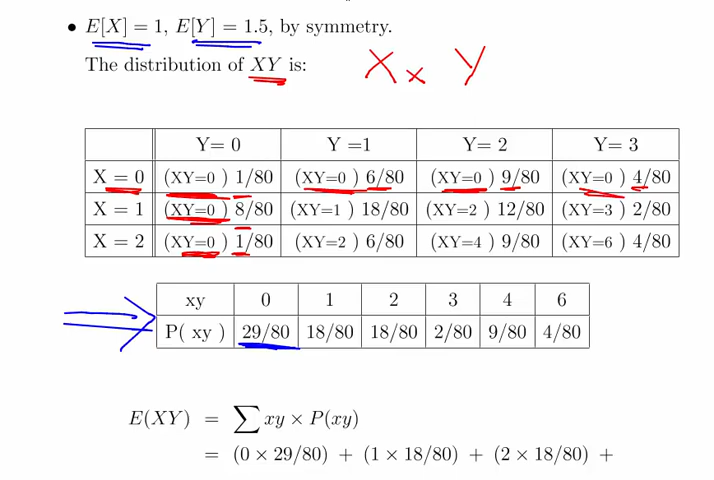 • E[X] = 1, E[Y] = 1.5, by symmetry.
The distribution of XY is:
X × Y
Y= 0 Y =1 Y= 2 Y= 3
X = 0 (XY=0 ) 1/80 (XY=0 ) 6/80 (XY=0 ) 9/80 (XY=0 ) 4/80
X = 1 (XY=0 ) 8/80 (XY=1 ) 18/80 (XY=2 ) 12/80 (XY=3 ) 2/80
X = 2 (XY=0 ) 1/80 (XY=2 ) 6/80 (XY=4 ) 9/80 (XY=6 ) 4/80
xy 0 1 2 3 4 6
P( xy ) 29/80 18/80 18/80 2/80 9/80 4/80
E(XY) = ∑ xy × P(xy)
= (0 × 29/80) + (1 × 18/80) + (2 × 18/80) +